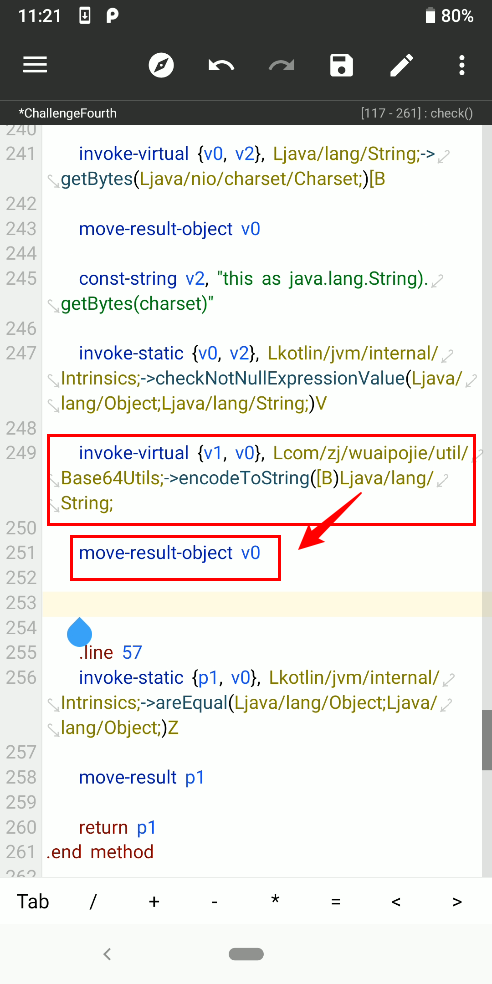 11:21 80%
*ChallengeFourth [117 - 261] : check()
240
241 invoke-virtual {v0, v2}, Ljava/lang/String;->
getBytes(Ljava/nio/charset/Charset;)[B
242
243 move-result-object v0
244
245 const-string v2, "this as java.lang.String).
getBytes(charset)"
246
247 invoke-static {v0, v2}, Lkotlin/jvm/internal/
Intrinsics;->checkNotNullExpressionValue(Ljava/
lang/Object;Ljava/lang/String;)V
248
249 invoke-virtual {v1, v0}, Lcom/zj/wuaipojie/util/
Base64Utils;->encodeToString([B)Ljava/lang/
String;
250
251 move-result-object v0
252
253
254
255 .line 57
256 invoke-static {p1, v0}, Lkotlin/jvm/internal/
Intrinsics;->areEqual(Ljava/lang/Object;Ljava/
lang/Object;)Z
257
258 move-result p1
259
260 return p1
261 .end method
262
Tab / + - * = < >